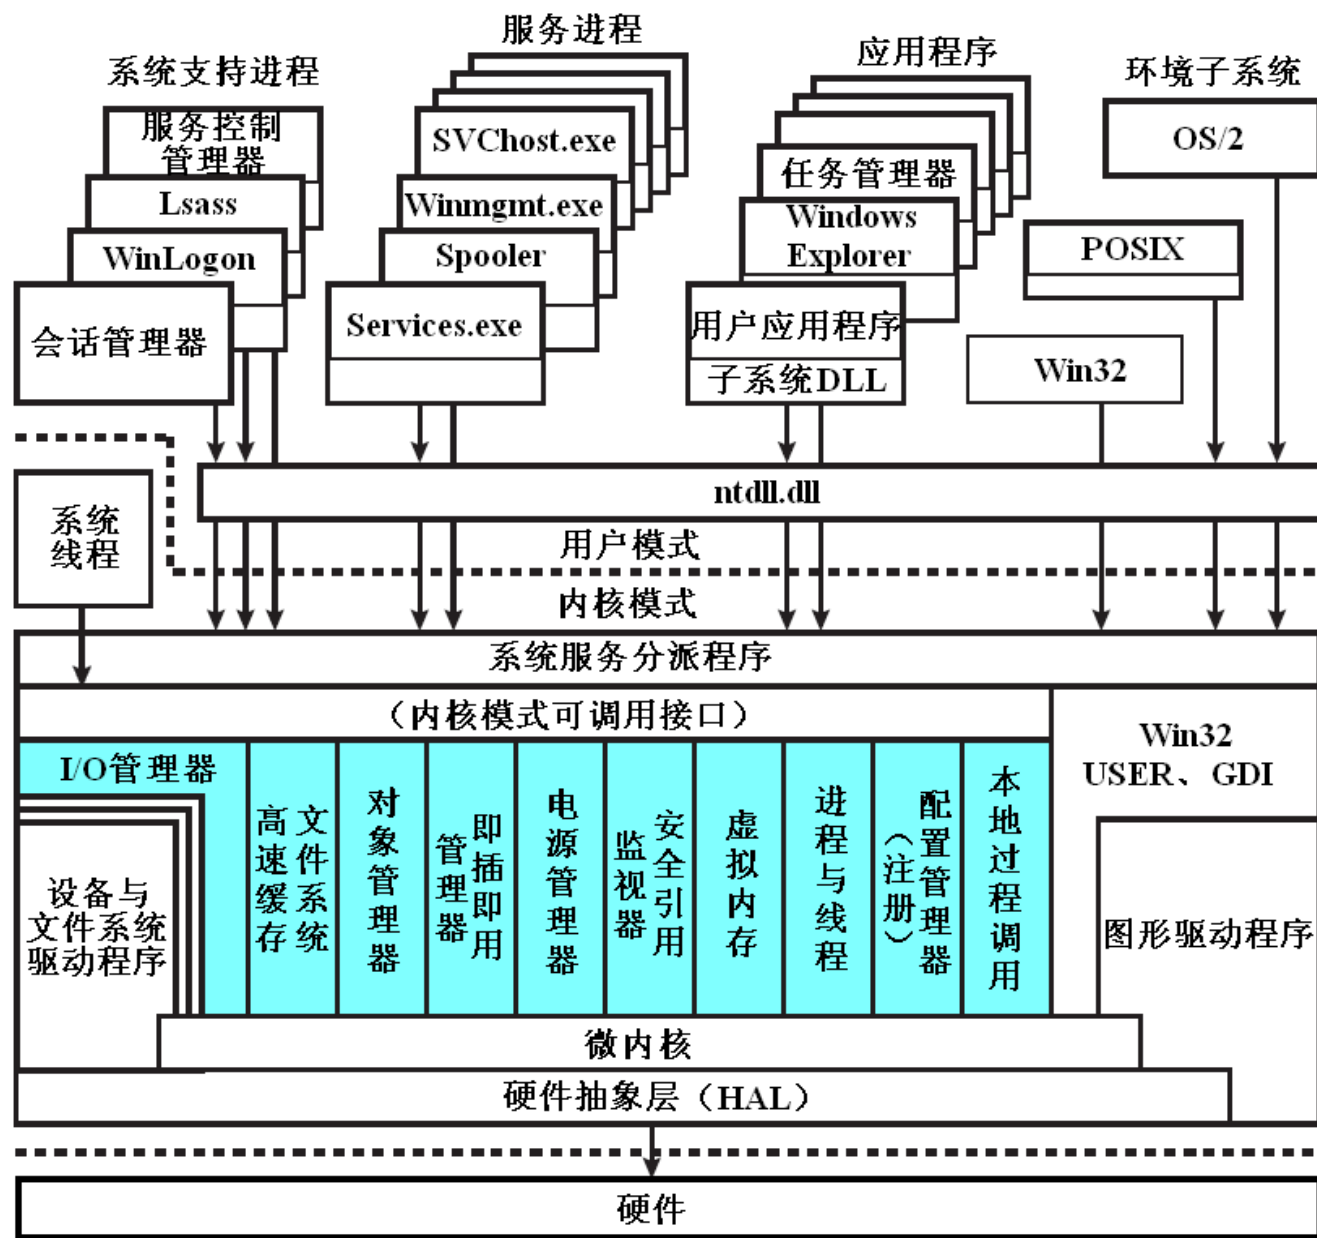 服务进程
应用程序
系统支持进程
环境子系统
服务控制
管理器
Lsass
WinLogon
会话管理器
SVChost.exe
Winmgmt.exe
Spooler
Services.exe
任务管理器
Windows
Explorer
用户应用程序
子系统DLL
OS/2
POSIX
Win32
ntdll.dll
系统
线程
用户模式
内核模式
系统服务分派程序
（内核模式可调用接口）
Win32
USER、GDI
I/O管理器
设备与
文件系统
驱动程序
文件系统
高速缓存
对象管理器
即插即用
管理器
电源管理器
安全引用
监视器
虚拟内存
进程与线程
配置管理器
（注册）
本地过程调用
图形驱动程序
微内核
硬件抽象层（HAL）
硬件